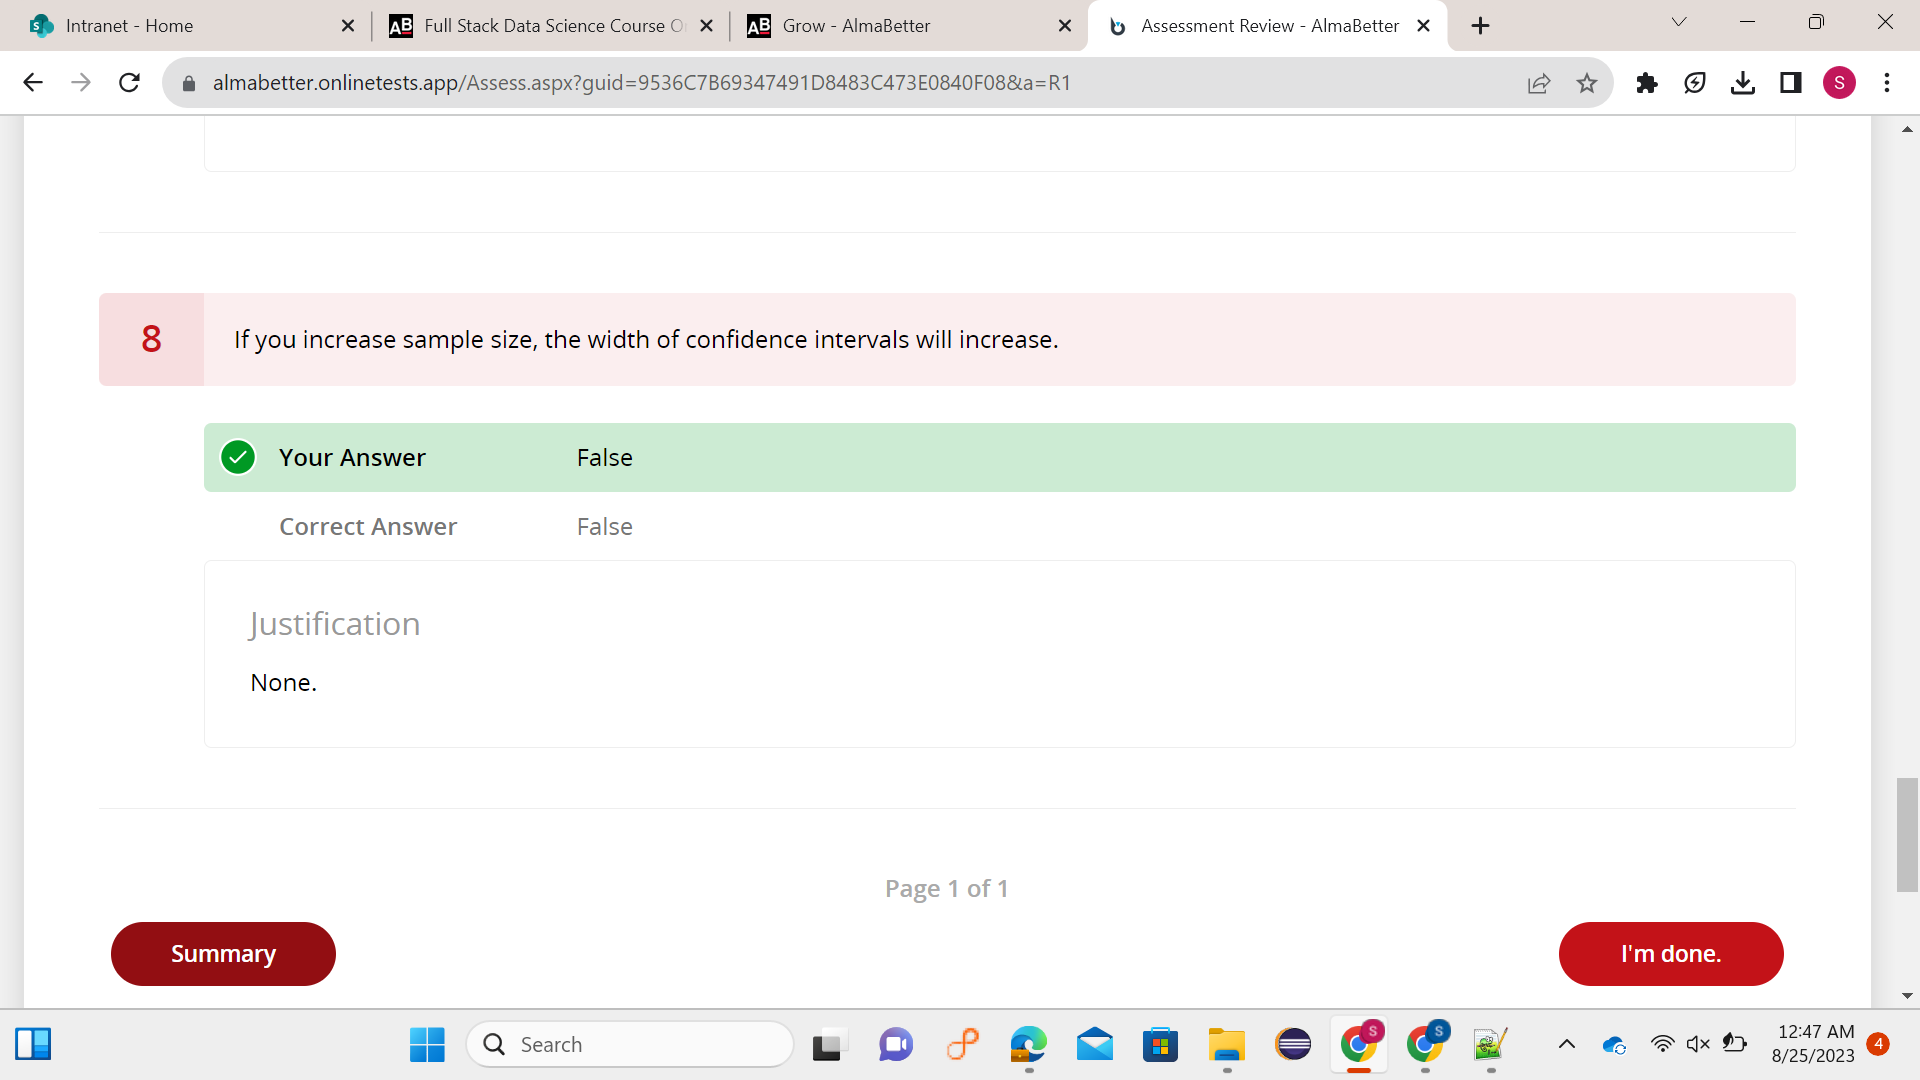 Intranet - Home
AB
Full Stack Data Science Course O
AB
Grow - AlmaBetter
Assessment Review - AlmaBetter
almabetter.onlinetests.app/Assess.aspx?guid=9536C7B69347491D8483C473E0840F08&a=R1
S
8
If you increase sample size, the width of confidence intervals will increase.
Your Answer False
Correct Answer False
Justification
None.
Page 1 of 1
Summary
I'm done.
Search
S
S
12:47 AM
8/25/2023
4